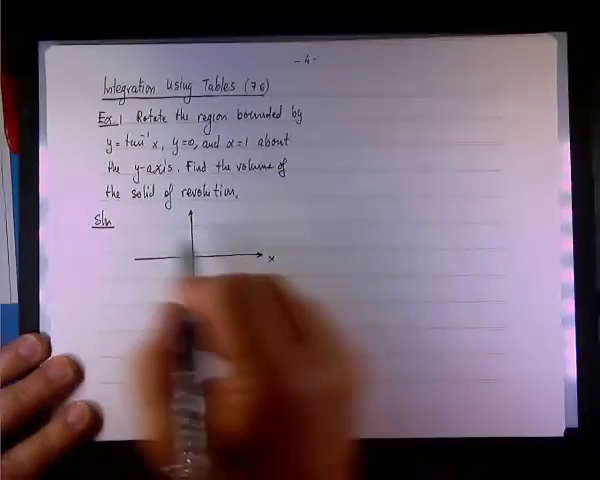 - 4 -
Integration Using Tables (7.6)
Ex 1 Rotate the region bounded by
y = tan⁻¹ x, y = 0, and x = 1 about
the y-axis. Find the volume of
the solid of revolution.
Sln
x